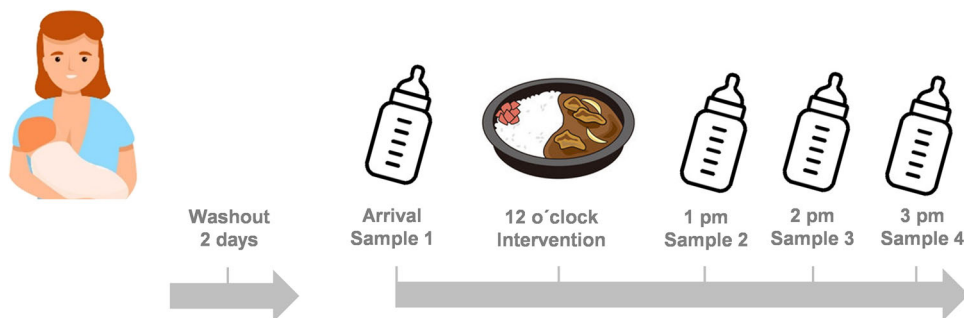 Washout
2 days
Arrival
Sample 1
12 o´clock
Intervention
1 pm
Sample 2
2 pm
Sample 3
3 pm
Sample 4